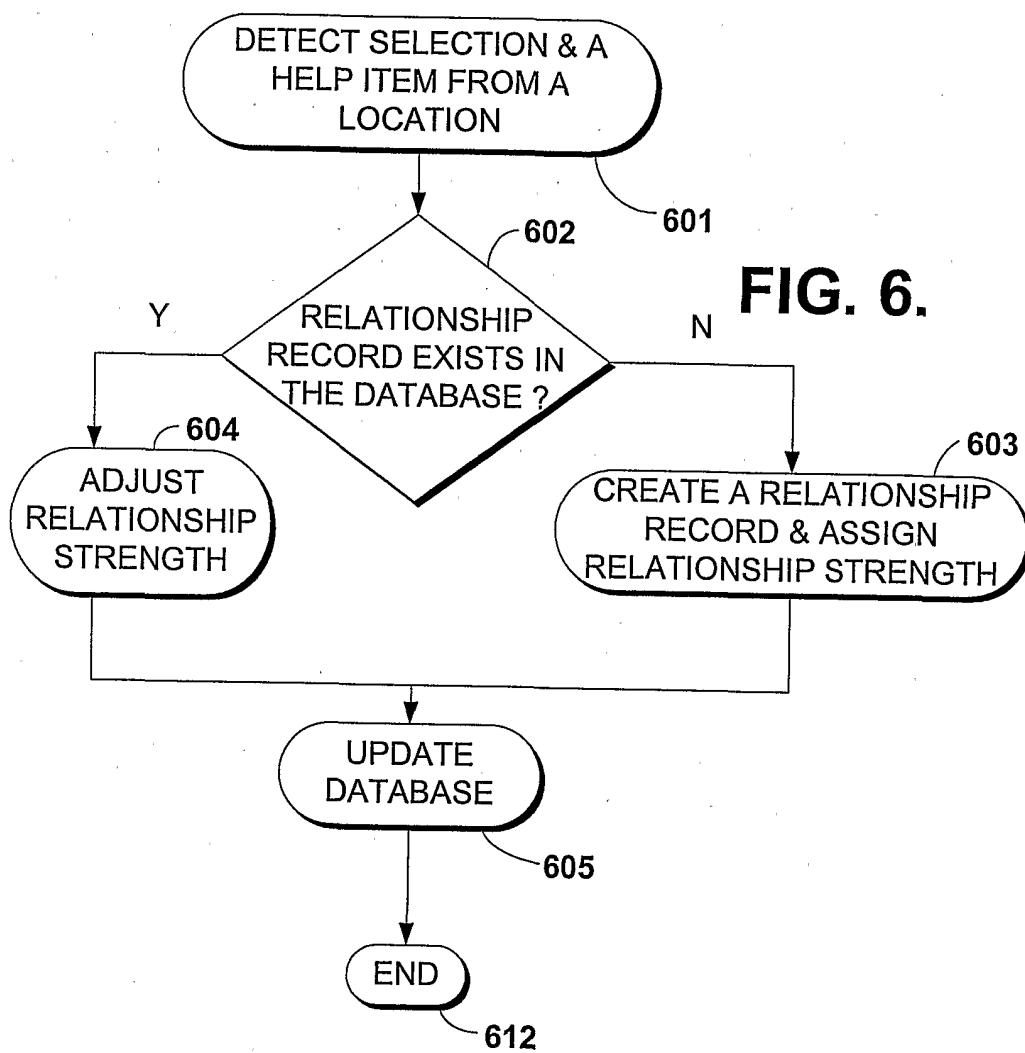 DETECT SELECTION & A
HELP ITEM FROM A
LOCATION
601
602
FIG. 6.
Y
N
RELATIONSHIP
RECORD EXISTS IN
THE DATABASE ?
604
603
ADJUST
RELATIONSHIP
STRENGTH
CREATE A RELATIONSHIP
RECORD & ASSIGN
RELATIONSHIP STRENGTH
UPDATE
DATABASE
605
END
612